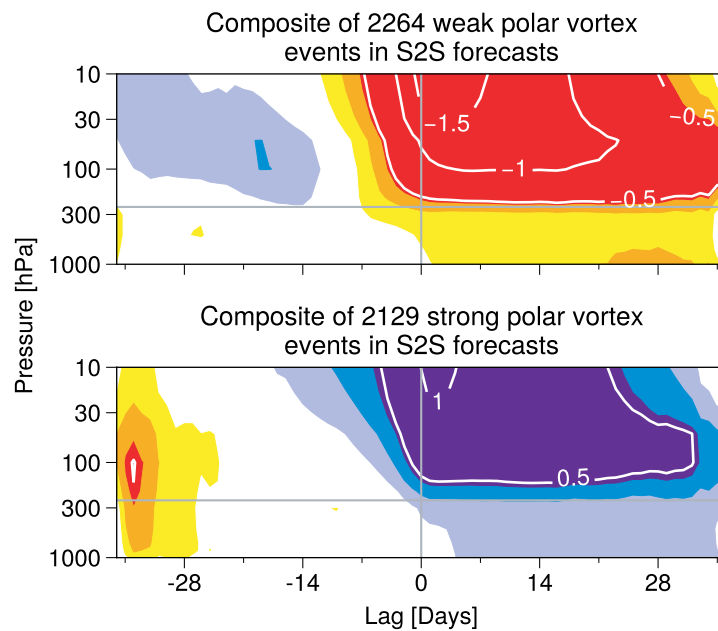 Composite of 2264 weak polar vortex
events in S2S forecasts
10
30
100
300
1000
−1.5
−1
−0.5
−0.5
Pressure [hPa]
Composite of 2129 strong polar vortex
events in S2S forecasts
10
30
100
300
1000
1
0.5
-28 -14 0 14 28
Lag [Days]